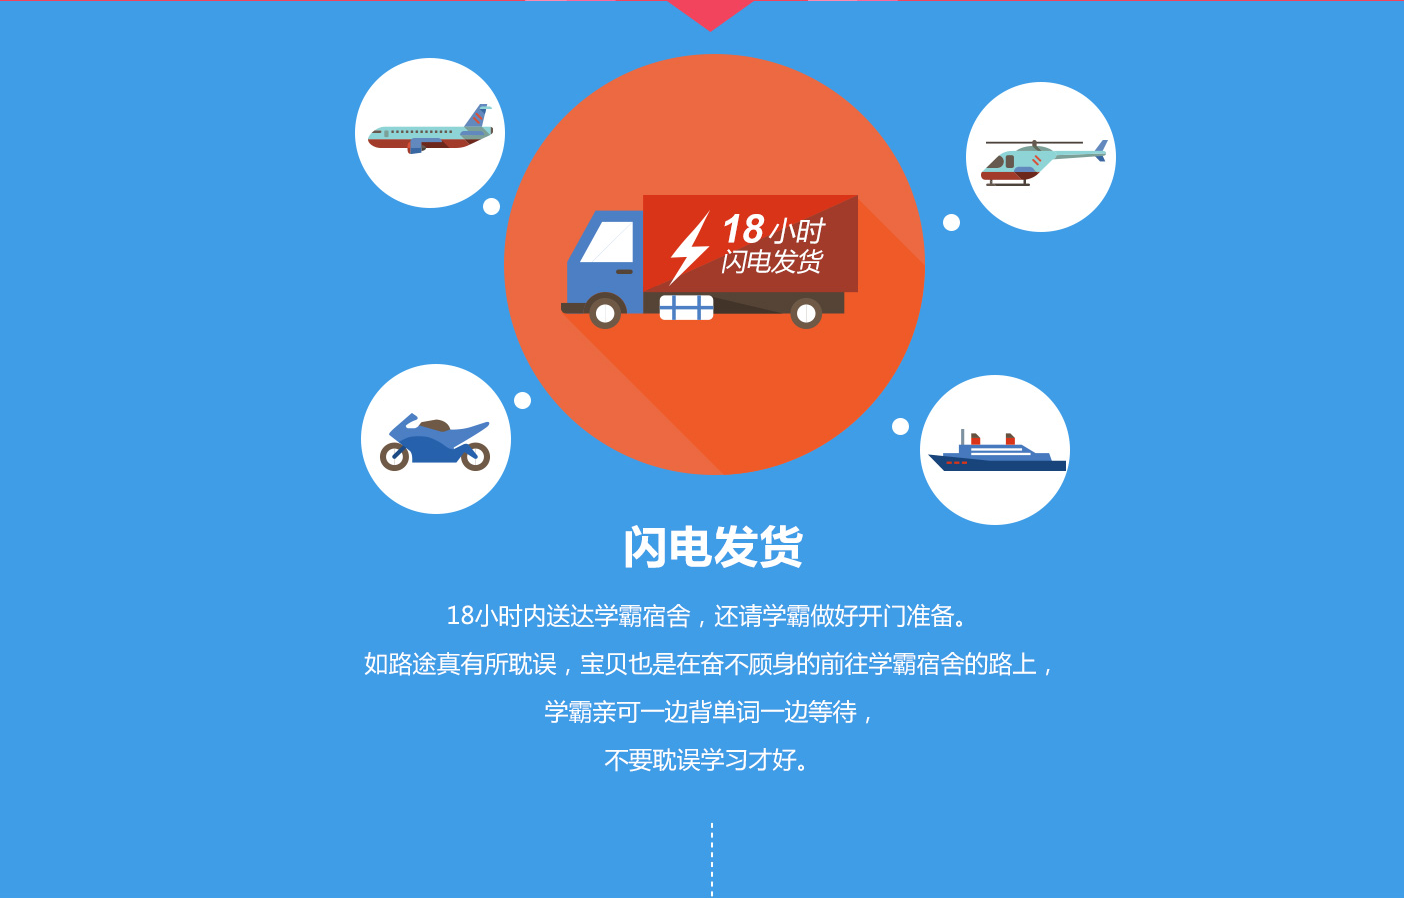 18小时
闪电发货
闪电发货
18小时内送达学霸宿舍，还请学霸做好开门准备。
如路途真有所耽误，宝贝也是在奋不顾身的前往学霸宿舍的路上，
学霸亲可一边背单词一边等待，
不要耽误学习才好。